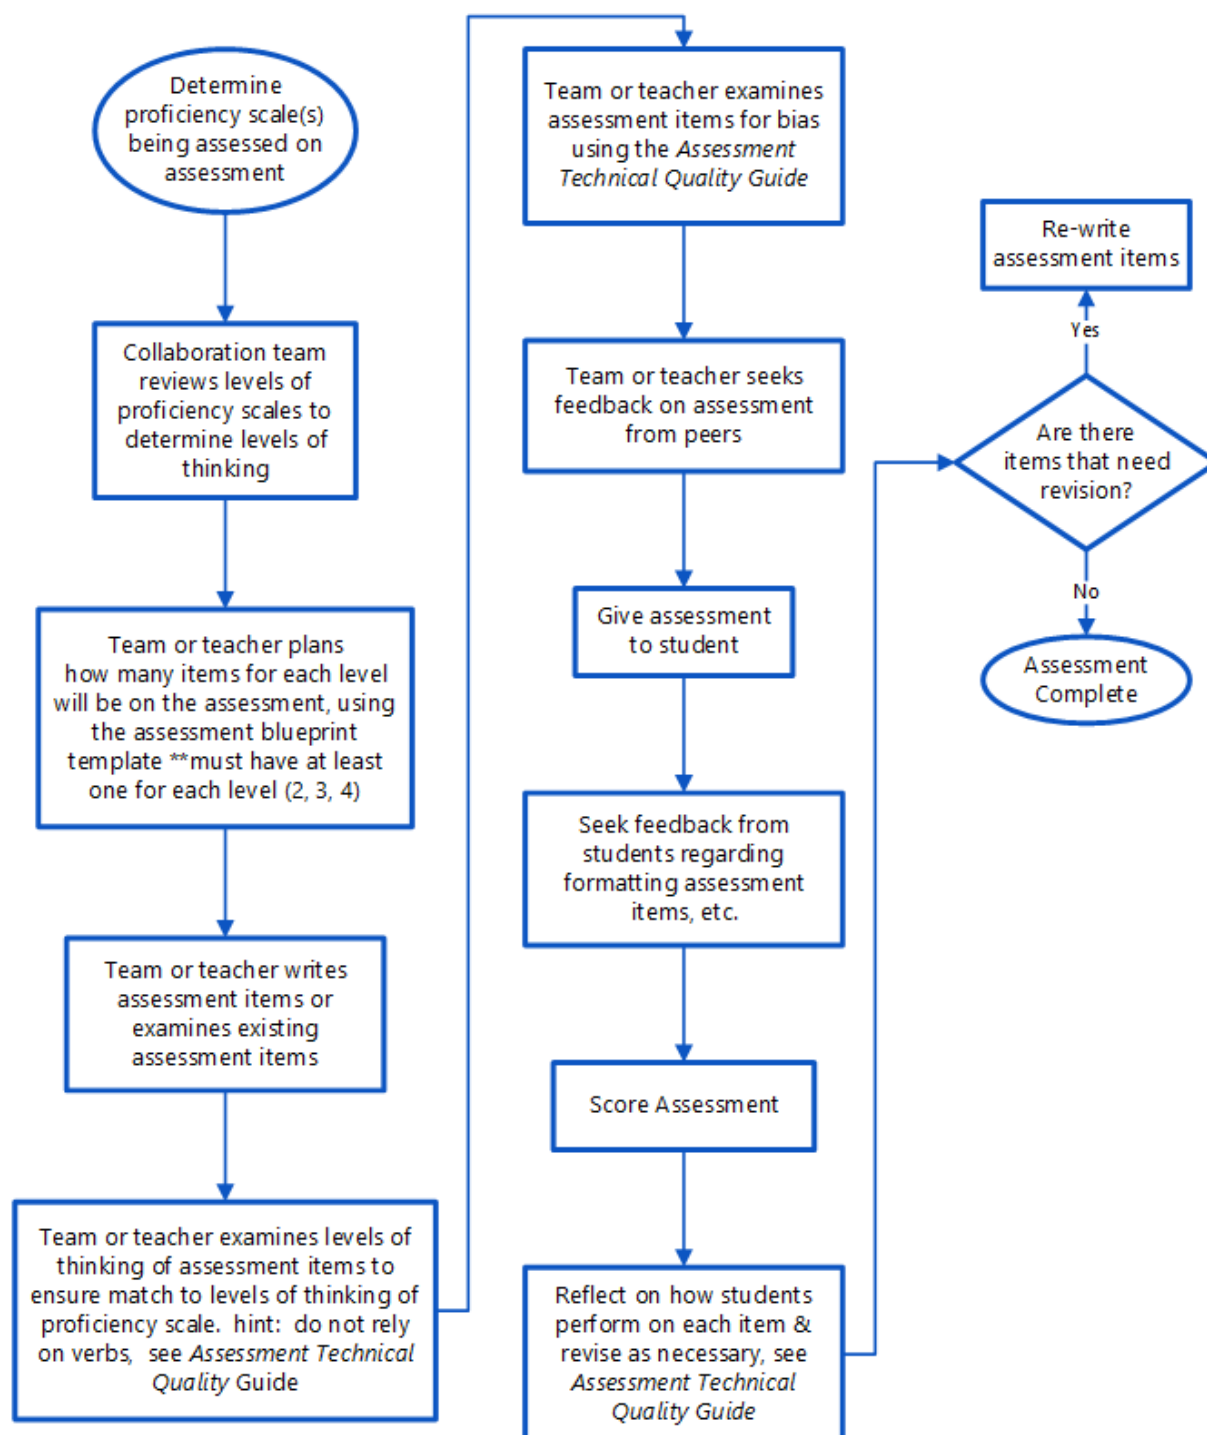 Determine
proficiency scale(s)
being assessed on
assessment
Collaboration team
reviews levels of
proficiency scales to
determine levels of
thinking
Team or teacher plans
how many items for each level
will be on the assessment, using
the assessment blueprint
template **must have at least
one for each level (2, 3, 4)
Team or teacher writes
assessment items or
examines existing
assessment items
Team or teacher examines levels of
thinking of assessment items to
ensure match to levels of thinking of
proficiency scale.  hint:  do not rely
on verbs,  see Assessment Technical
Quality Guide
Team or teacher examines
assessment items for bias
using the Assessment
Technical Quality Guide
Team or teacher seeks
feedback on assessment
from peers
Give assessment
to student
Seek feedback from
students regarding
formatting assessment
items, etc.
Score Assessment
Reflect on how students
perform on each item &
revise as necessary, see
Assessment Technical
Quality Guide
Re-write
assessment items
Yes
Are there
items that need
revision?
No
Assessment
Complete